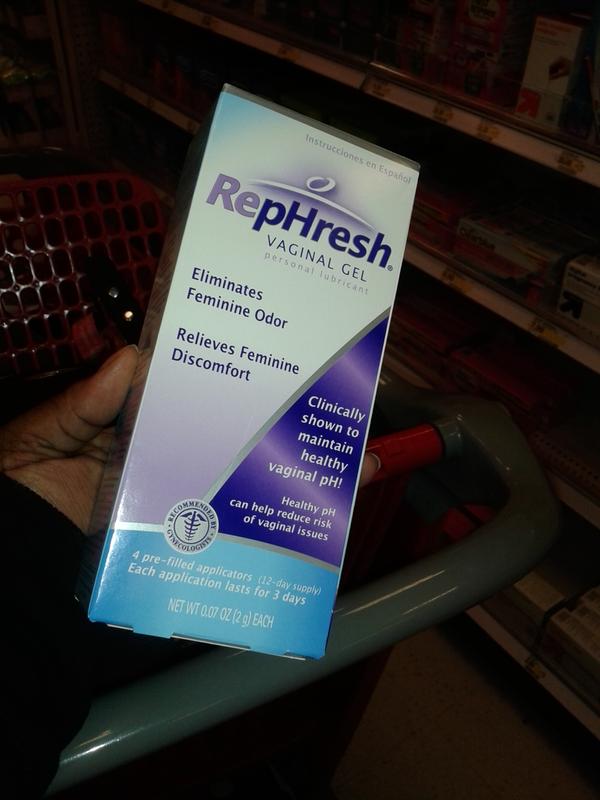 Instrucciones en Español
RepHresh®
VAGINAL GEL
personal lubricant
Eliminates
Feminine Odor
Relieves Feminine
Discomfort
Clinically
shown to
maintain
healthy
vaginal pH!
Healthy pH
can help reduce risk
of vaginal issues
RECOMMENDED BY
GYNECOLOGISTS
4 pre-filled applicators (12-day supply)
Each application lasts for 3 days
NET WT 0.07 OZ (2 g) EACH